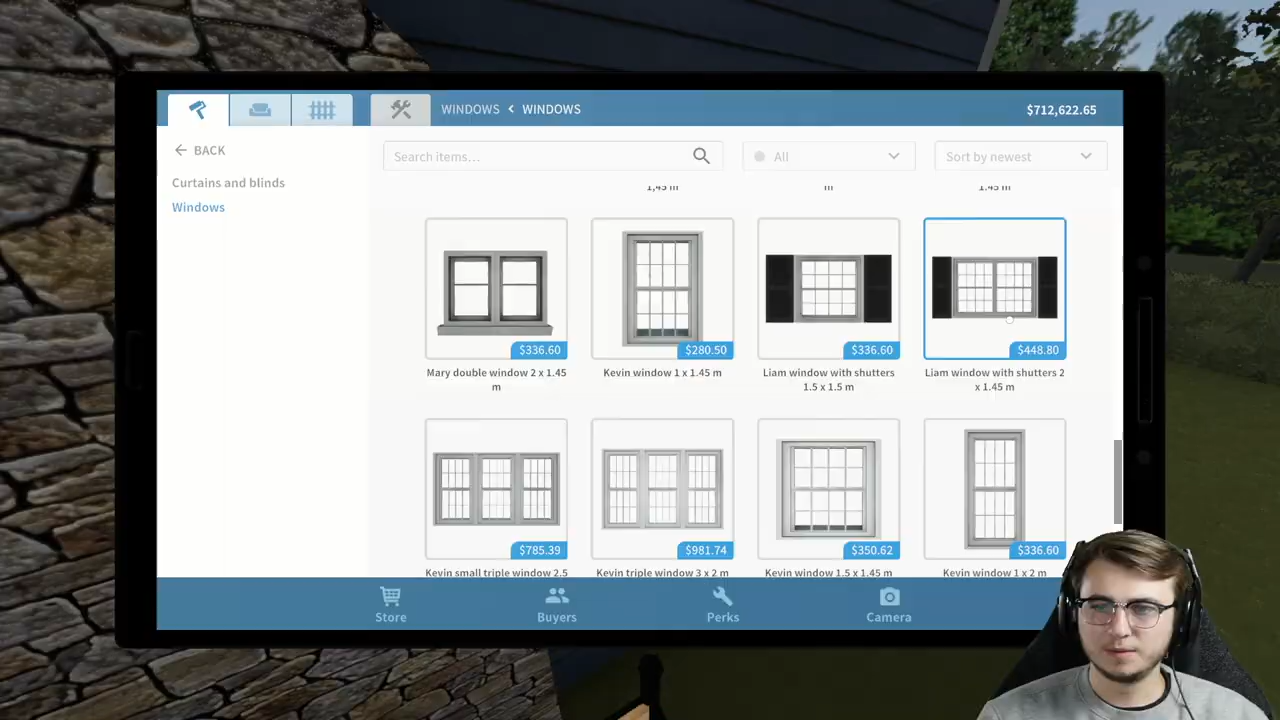 WINDOWS < WINDOWS
$712,622.65
BACK
Search items...
All
Sort by newest
Curtains and blinds
Windows
1,45 m
m
1.45 m
$336.60
$280.50
$336.60
$448.80
Mary double window 2 x 1.45
m
Kevin window 1 x 1.45 m
Liam window with shutters
1.5 x 1.5 m
Liam window with shutters 2
x 1.45 m
$785.39
$981.74
$350.62
$336.60
Kevin small triple window 2.5
Kevin triple window 3 x 2 m
Kevin window 1.5 x 1.45 m
Kevin window 1 x 2 m
Store
Buyers
Perks
Camera